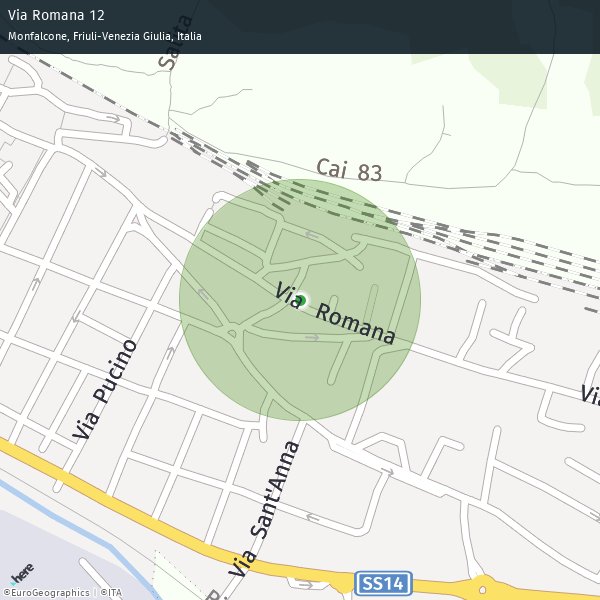 Via Romana 12
Monfalcone, Friuli-Venezia Giulia, Italia
Salita
Cai 83
Via Romana
Via Pucino
Via
Via Sant'Anna
SS14
here
©EuroGeographics | ©ITA